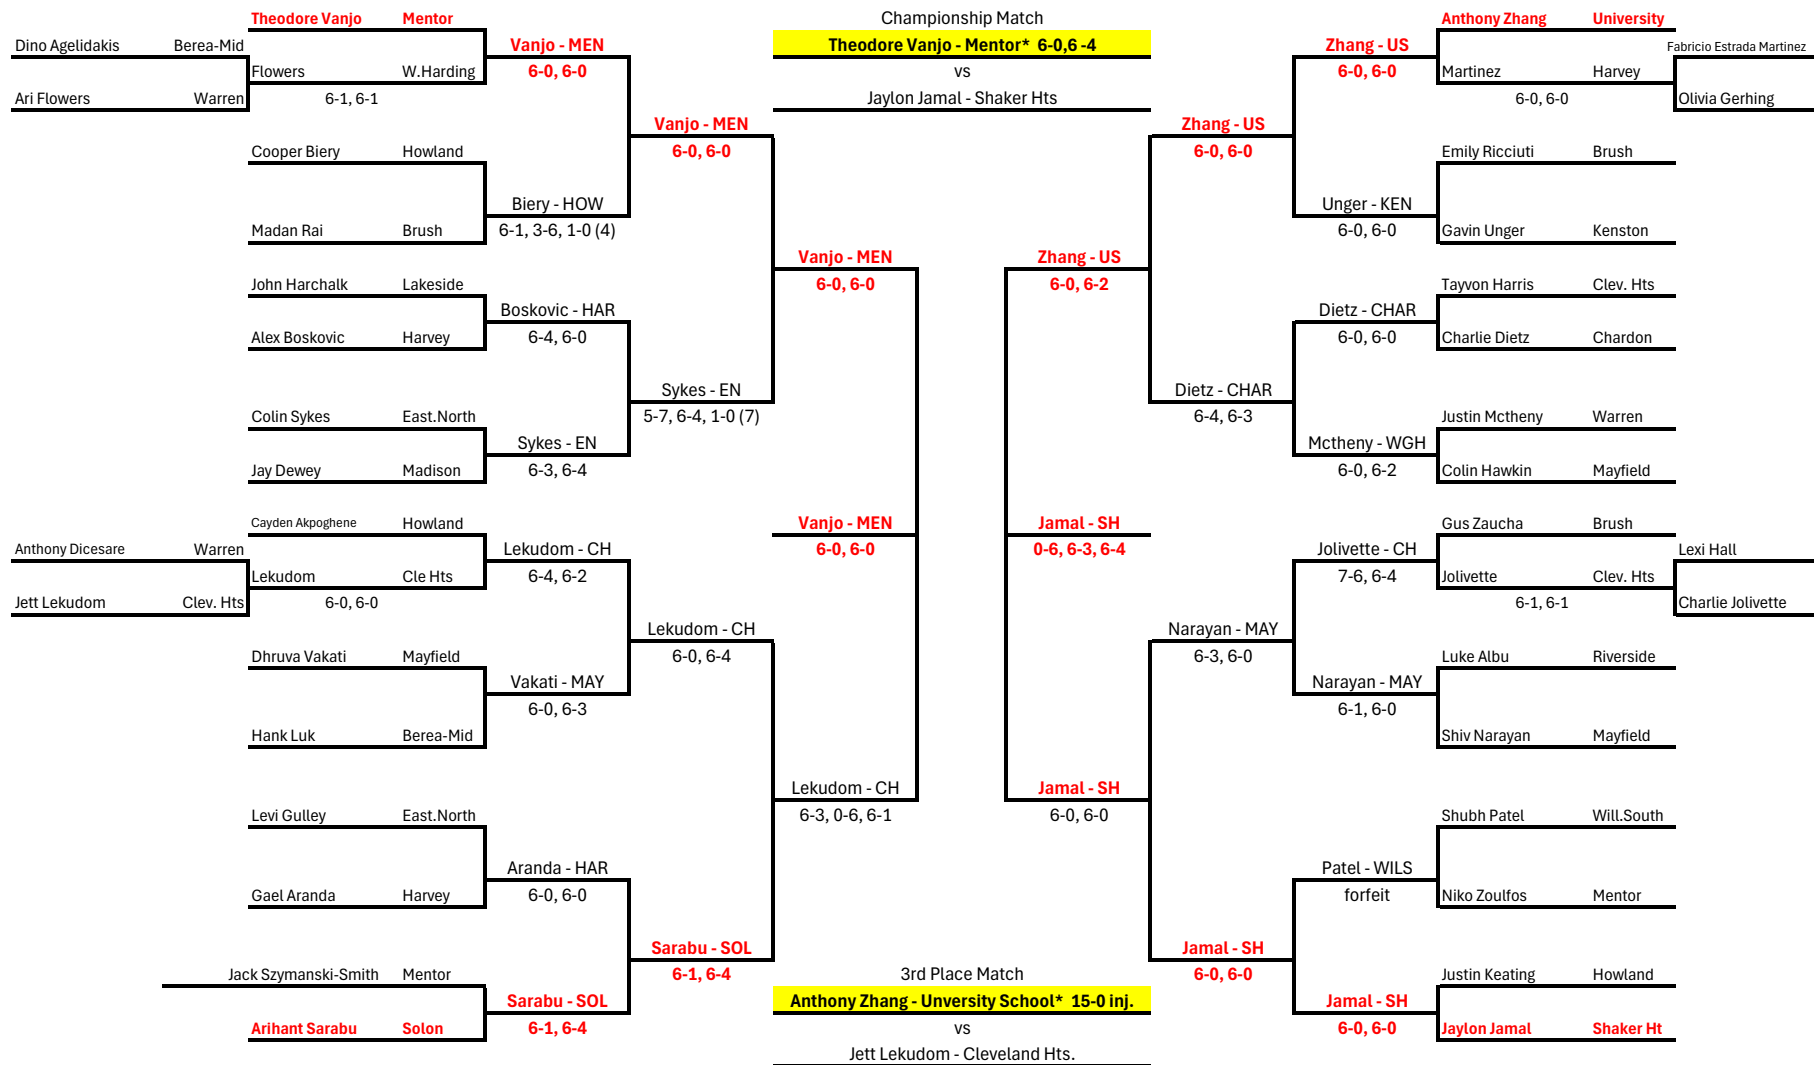 Theodore Vanjo Mentor Championship Match Anthony Zhang University
Dino Agelidakis Berea-Mid Vanjo - MEN Theodore Vanjo - Mentor* 6-0,6 -4 Zhang - US Fabricio Estrada Martinez
Flowers W.Harding 6-0, 6-0 vs 6-0, 6-0 Martinez Harvey
Ari Flowers Warren 6-1, 6-1 Jaylon Jamal - Shaker Hts 6-0, 6-0 Olivia Gerhing
Vanjo - MEN Zhang - US
Cooper Biery Howland 6-0, 6-0 6-0, 6-0 Emily Ricciuti Brush
Biery - HOW Unger - KEN
Madan Rai Brush 6-1, 3-6, 1-0 (4) 6-0, 6-0 Gavin Unger Kenston
Vanjo - MEN Zhang - US
John Harchalk Lakeside 6-0, 6-0 6-0, 6-2 Tayvon Harris Clev. Hts
Boskovic - HAR Dietz - CHAR
Alex Boskovic Harvey 6-4, 6-0 6-0, 6-0 Charlie Dietz Chardon
Sykes - EN Dietz - CHAR
Colin Sykes East.North 5-7, 6-4, 1-0 (7) 6-4, 6-3 Justin Mctheny Warren
Sykes - EN Mctheny - WGH
Jay Dewey Madison 6-3, 6-4 6-0, 6-2 Colin Hawkin Mayfield
Cayden Akpoghene Howland Vanjo - MEN Jamal - SH Gus Zaucha Brush
Anthony Dicesare Warren Lekudom - CH 6-0, 6-0 0-6, 6-3, 6-4 Jolivette - CH Lexi Hall
Lekudom Cle Hts 6-4, 6-2 7-6, 6-4 Jolivette Clev. Hts
Jett Lekudom Clev. Hts 6-0, 6-0 6-1, 6-1 Charlie Jolivette
Lekudom - CH Narayan - MAY
Dhruva Vakati Mayfield 6-0, 6-4 6-3, 6-0 Luke Albu Riverside
Vakati - MAY Narayan - MAY
6-0, 6-3 6-1, 6-0
Hank Luk Berea-Mid Shiv Narayan Mayfield
Lekudom - CH Jamal - SH
Levi Gulley East.North 6-3, 0-6, 6-1 6-0, 6-0 Shubh Patel Will.South
Aranda - HAR Patel - WILS
Gael Aranda Harvey 6-0, 6-0 forfeit Niko Zoulfos Mentor
Sarabu - SOL Jamal - SH
Jack Szymanski-Smith Mentor 6-1, 6-4 3rd Place Match 6-0, 6-0 Justin Keating Howland
Sarabu - SOL Anthony Zhang - Unversity School* 15-0 inj. Jamal - SH
Arihant Sarabu Solon 6-1, 6-4 vs 6-0, 6-0 Jaylon Jamal Shaker Ht
Jett Lekudom - Cleveland Hts.